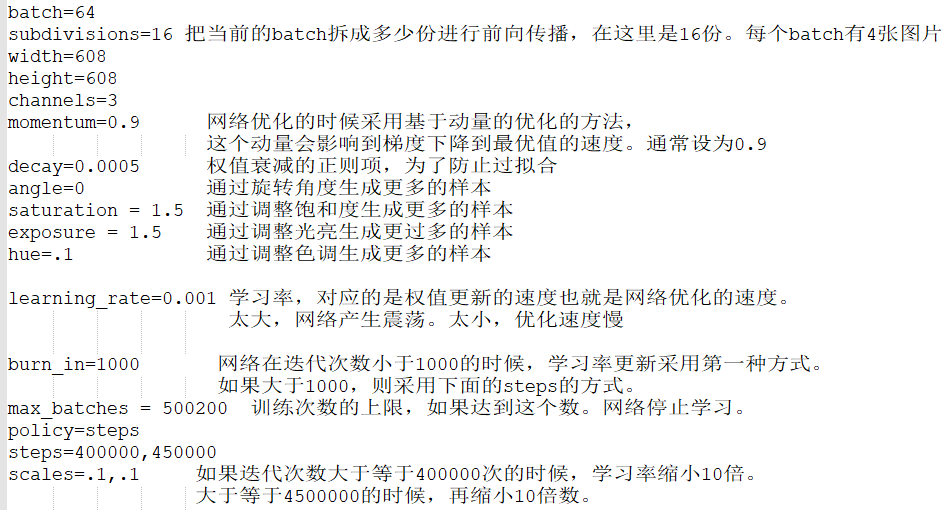 batch=64
subdivisions=16 把当前的batch拆成多少份进行前向传播，在这里是16份。每个batch有4张图片
width=608
height=608
channels=3
momentum=0.9 网络优化的时候采用基于动量的优化的方法，
这个动量会影响到梯度下降到最优值的速度。通常设为0.9
decay=0.0005 权值衰减的正则项，为了防止过拟合
angle=0 通过旋转角度生成更多的样本
saturation = 1.5 通过调整饱和度生成更多的样本
exposure = 1.5 通过调整光亮生成更过多的样本
hue=.1 通过调整色调生成更多的样本
learning_rate=0.001 学习率，对应的是权值更新的速度也就是网络优化的速度。
太大，网络产生震荡。太小，优化速度慢
burn_in=1000 网络在迭代次数小于1000的时候，学习率更新采用第一种方式。
如果大于1000，则采用下面的steps的方式。
max_batches = 500200 训练次数的上限，如果达到这个数。网络停止学习。
policy=steps
steps=400000,450000
scales=.1,.1 如果迭代次数大于等于400000次的时候，学习率缩小10倍。
大于等于4500000的时候，再缩小10倍数。